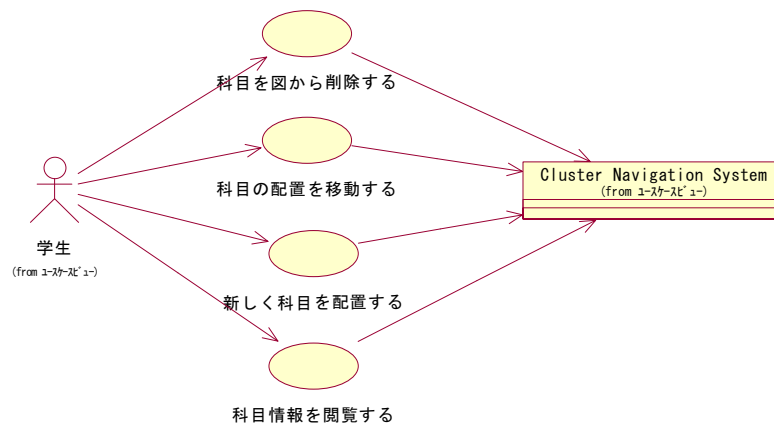 科目を図から削除する
科目の配置を移動する
Cluster Navigation System
(from ﾕｰｽｹｰｽﾋﾞｭｰ)
学生
(from ﾕｰｽｹｰｽﾋﾞｭｰ)
新しく科目を配置する
科目情報を閲覧する